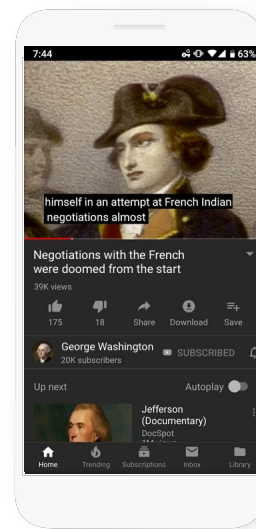 7:44
63%
himself in an attempt at French Indian
negotiations almost
Negotiations with the French
were doomed from the start
39K views
175 18 Share Download Save
George Washington SUBSCRIBED
20K subscribers
Up next Autoplay
Jefferson
(Documentary)
DocSpot
Home Trending Subscriptions Inbox Library